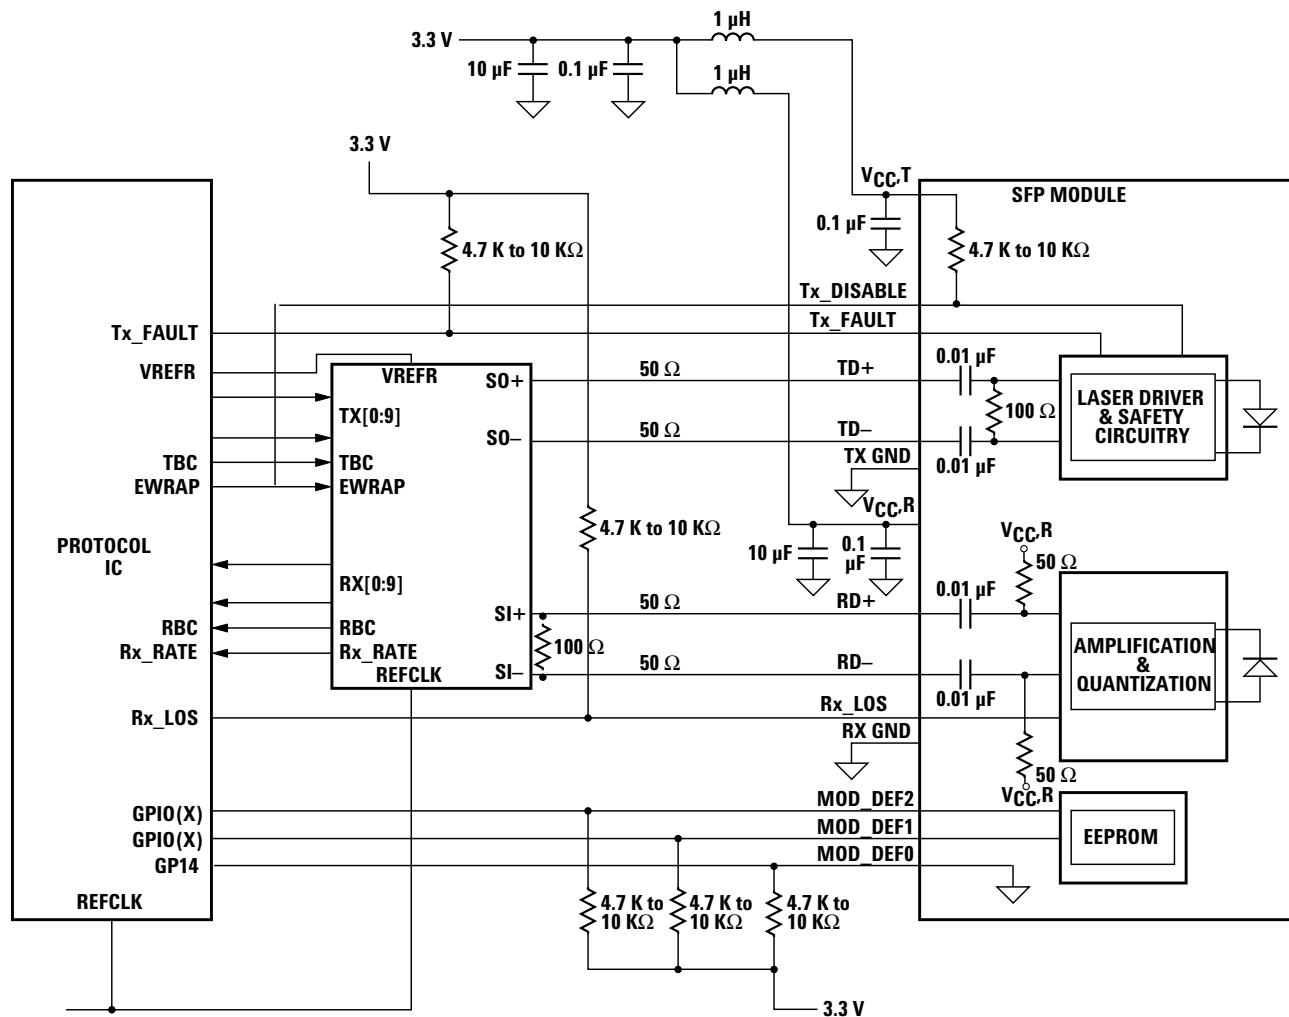 1 µH
3.3 V
10 µF
0.1 µF
1 µH
3.3 V
VCC,T
SFP MODULE
0.1 µF
4.7 K to 10 KΩ
4.7 K to 10 KΩ
Tx_DISABLE
Tx_FAULT
Tx_FAULT
VREFR
VREFR
SO+
50 Ω
TD+
0.01 µF
TX[0:9]
100 Ω
LASER DRIVER
& SAFETY
CIRCUITRY
SO–
50 Ω
TD–
0.01 µF
TBC
TBC
TX GND
EWRAP
EWRAP
VCC,R
4.7 K to 10 KΩ
10 µF
0.1
µF
VCC,R
50 Ω
PROTOCOL
IC
RX[0:9]
SI+
50 Ω
RD+
0.01 µF
RBC
RBC
100 Ω
Rx_RATE
Rx_RATE
SI–
50 Ω
RD–
0.01 µF
AMPLIFICATION
&
QUANTIZATION
REFCLK
Rx_LOS
Rx_LOS
RX GND
50 Ω
VCC,R
GPIO(X)
MOD_DEF2
GPIO(X)
MOD_DEF1
EEPROM
GP14
MOD_DEF0
REFCLK
4.7 K to
10 KΩ
4.7 K to
10 KΩ
4.7 K to
10 KΩ
3.3 V